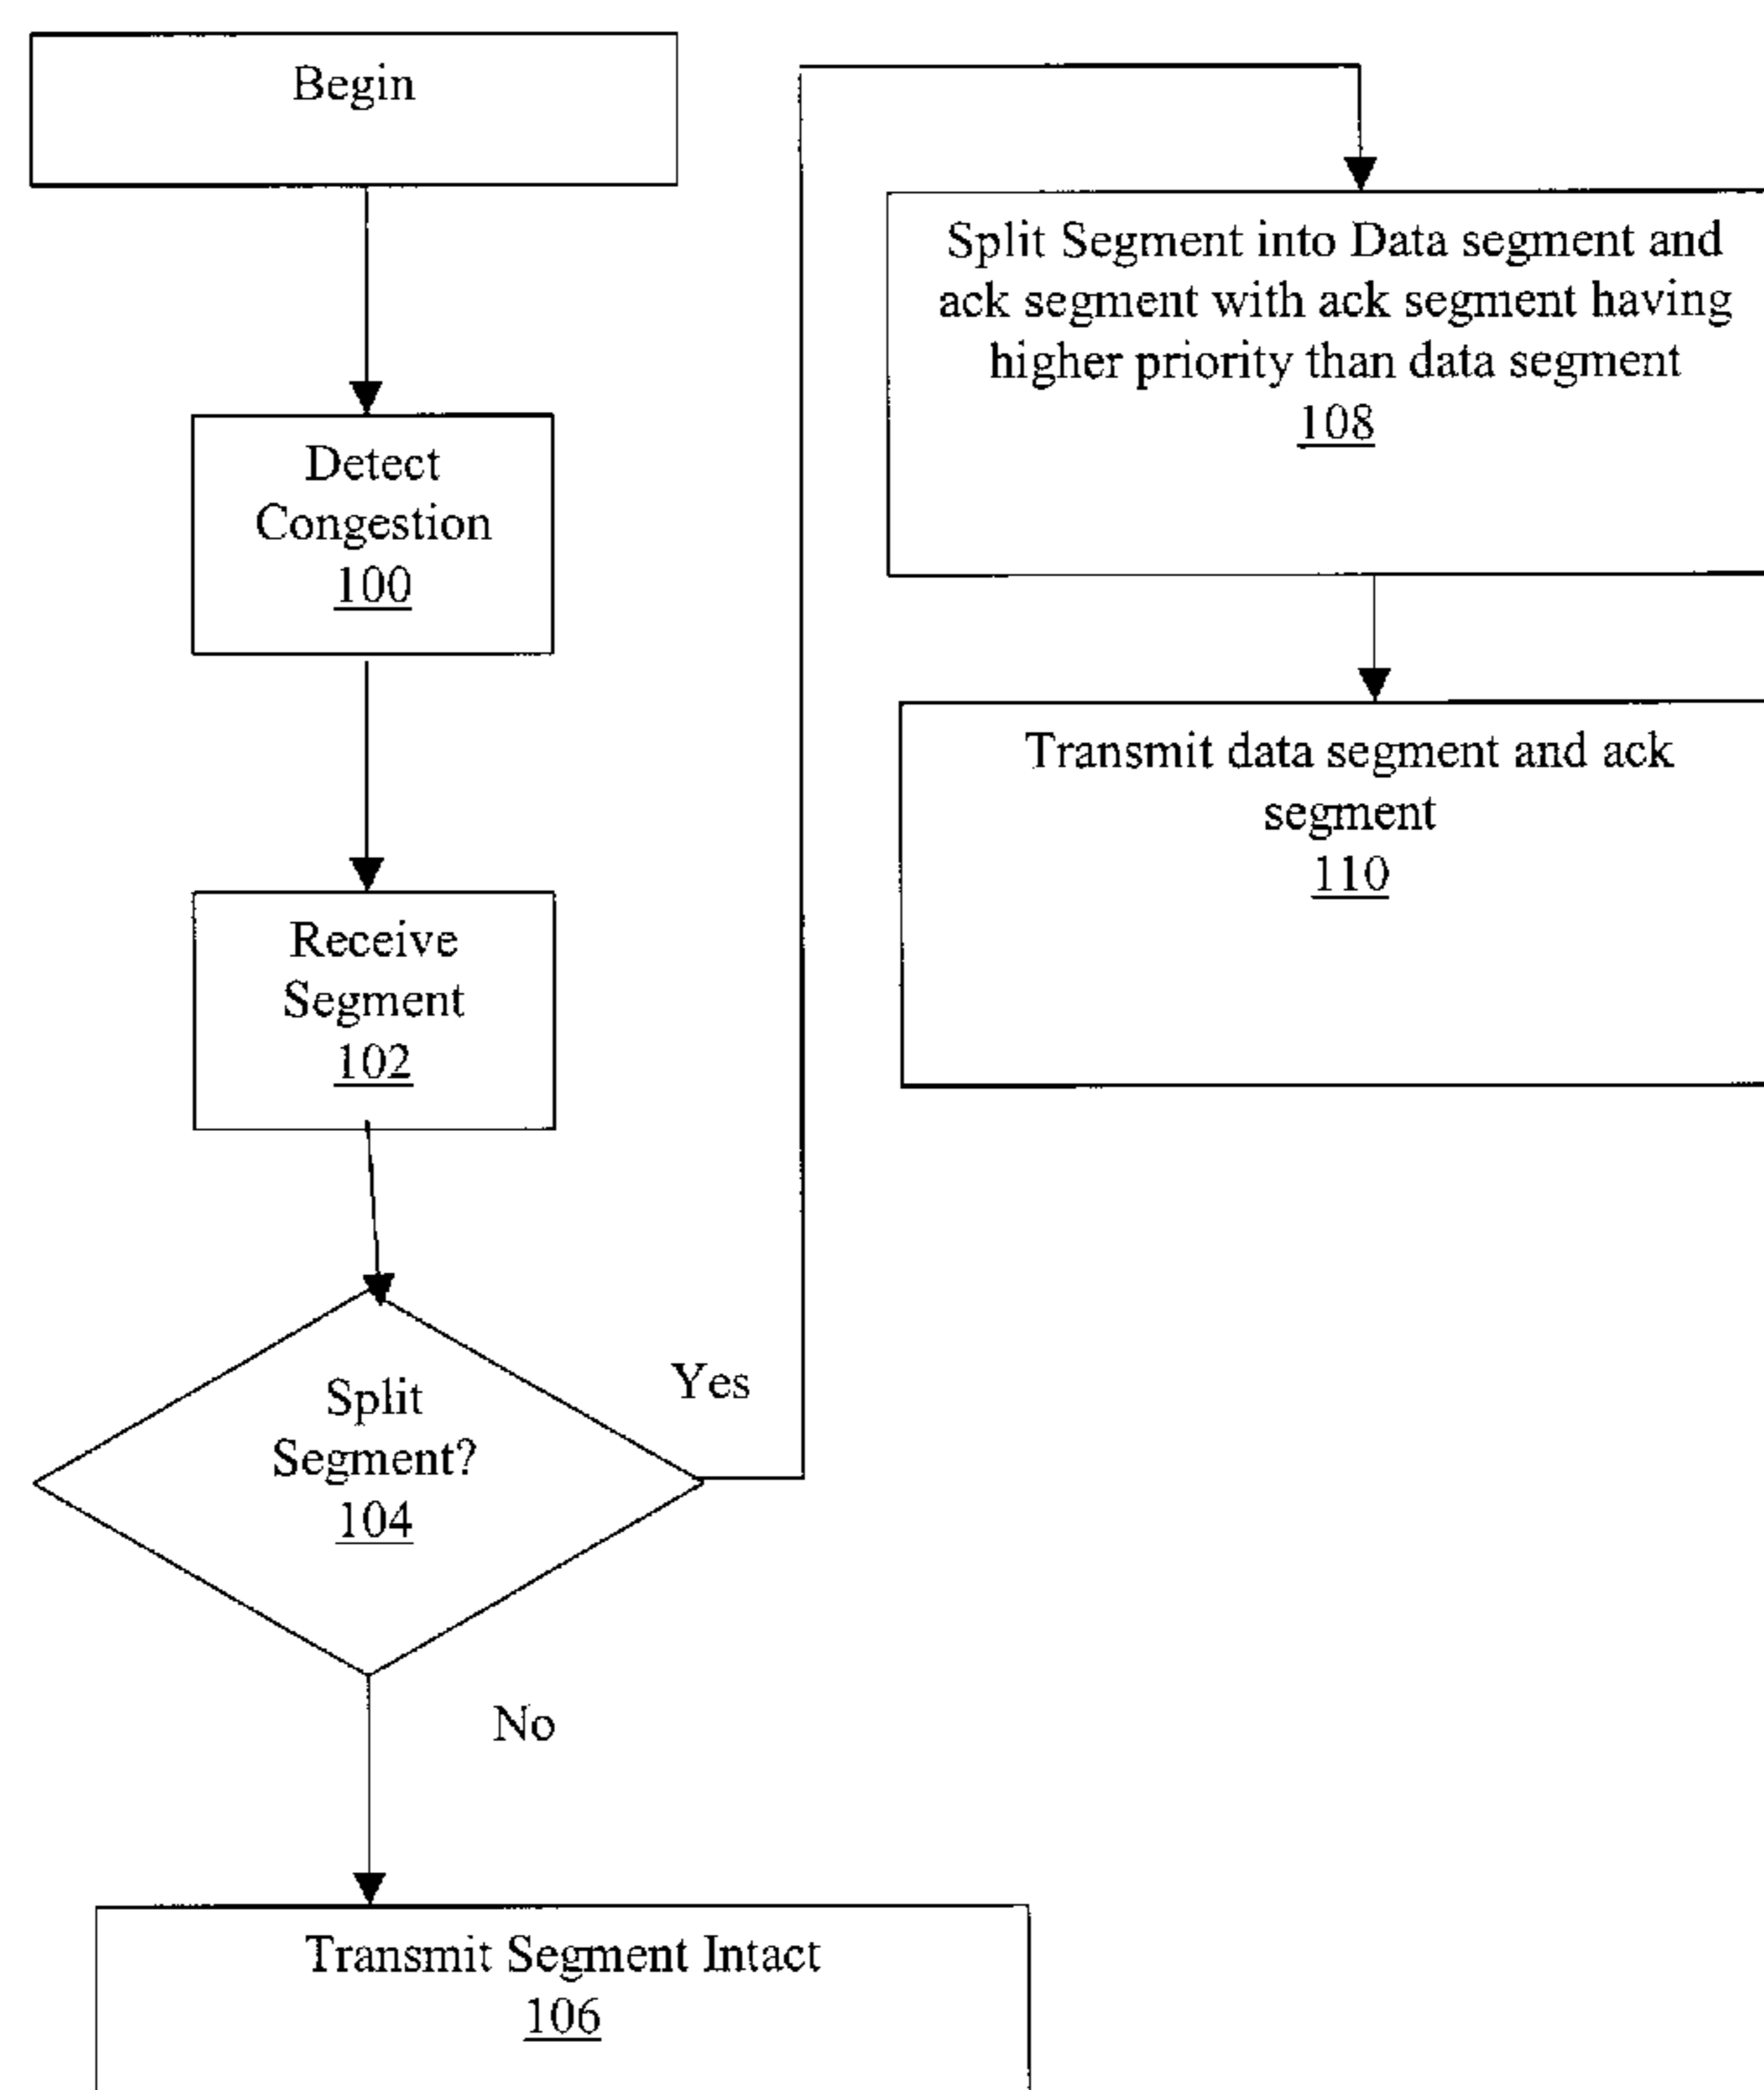 Begin
Detect
Congestion
100
Receive
Segment
102
Split
Segment?
104
Yes
No
Transmit Segment Intact
106
Split Segment into Data segment and
ack segment with ack segment having
higher priority than data segment
108
Transmit data segment and ack
segment
110